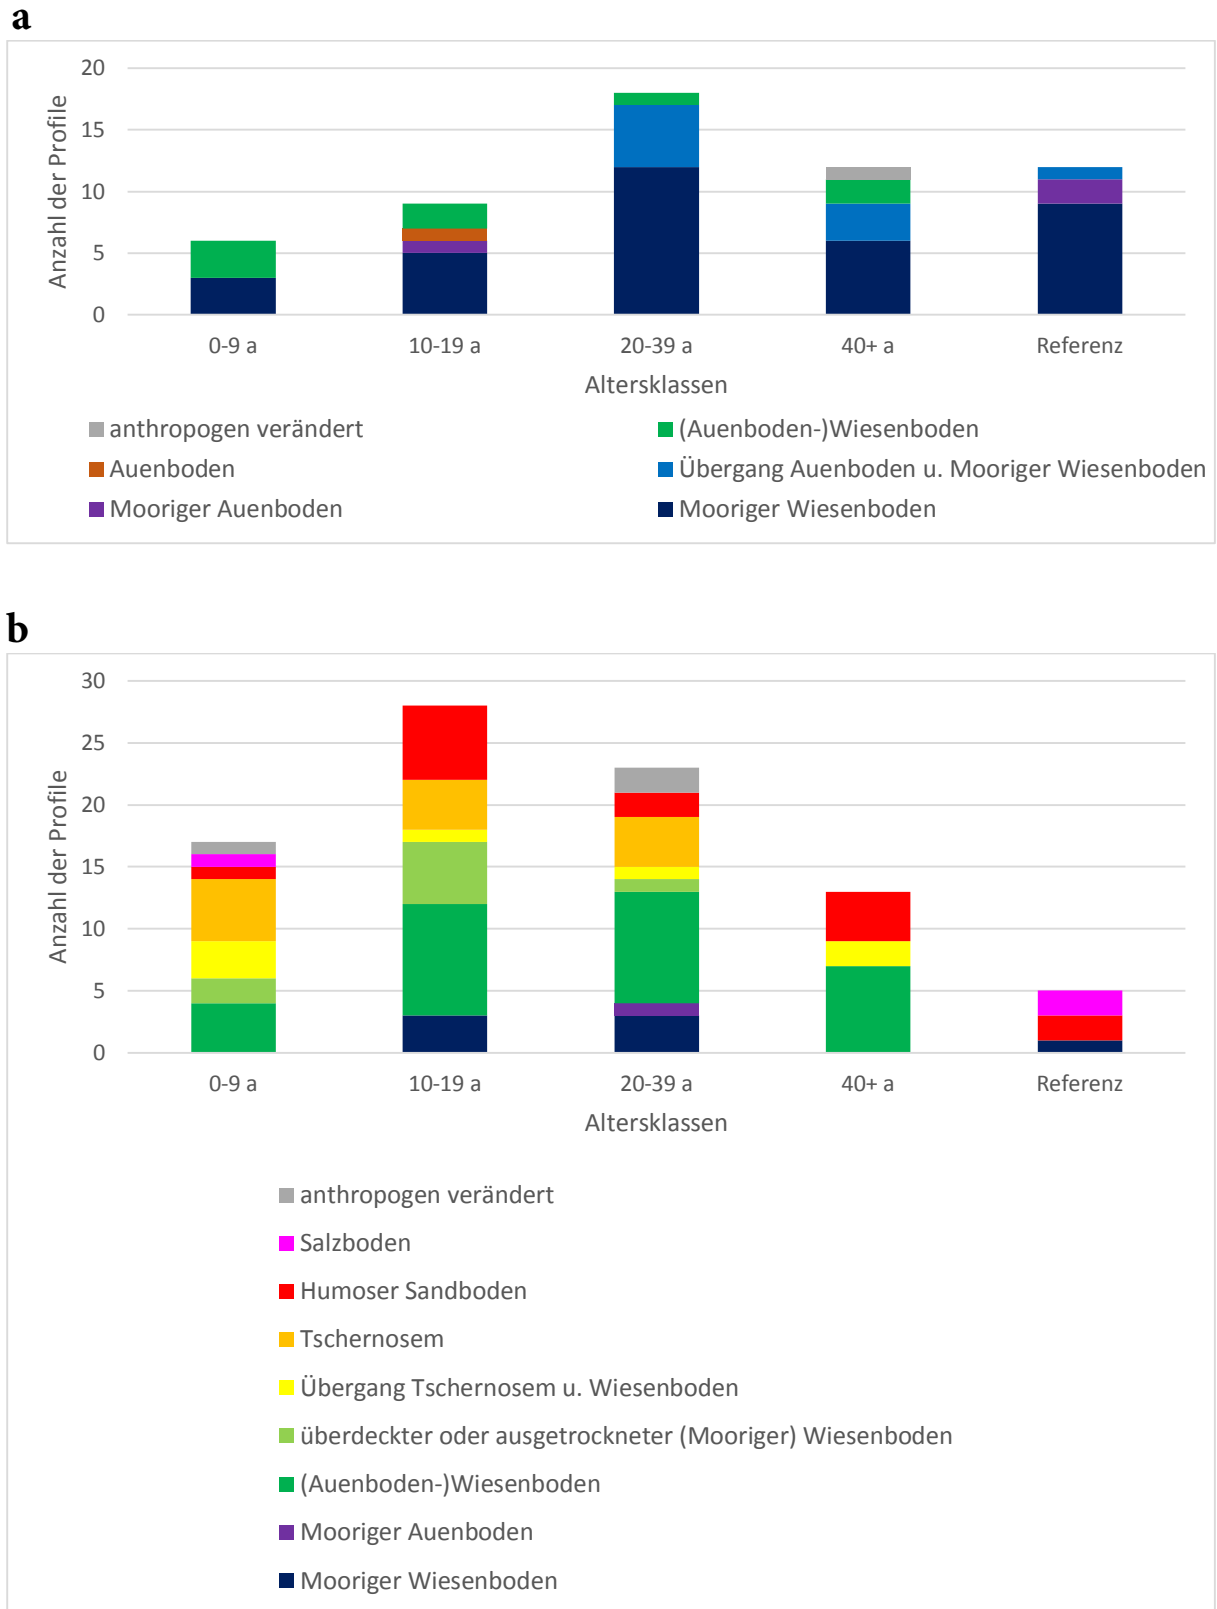 a
20
15
10
5
0
Anzahl der Profile
0-9 a 10-19 a 20-39 a 40+ a Referenz
Altersklassen
anthropogen verändert (Auenboden-)Wiesenboden
Auenboden Übergang Auenboden u. Mooriger Wiesenboden
Mooriger Auenboden Mooriger Wiesenboden
b
30
25
20
15
10
5
0
Anzahl der Profile
0-9 a 10-19 a 20-39 a 40+ a Referenz
Altersklassen
anthropogen verändert
Salzboden
Humoser Sandboden
Tschernosem
Übergang Tschernosem u. Wiesenboden
überdeckter oder ausgetrockneter (Mooriger) Wiesenboden
(Auenboden-)Wiesenboden
Mooriger Auenboden
Mooriger Wiesenboden